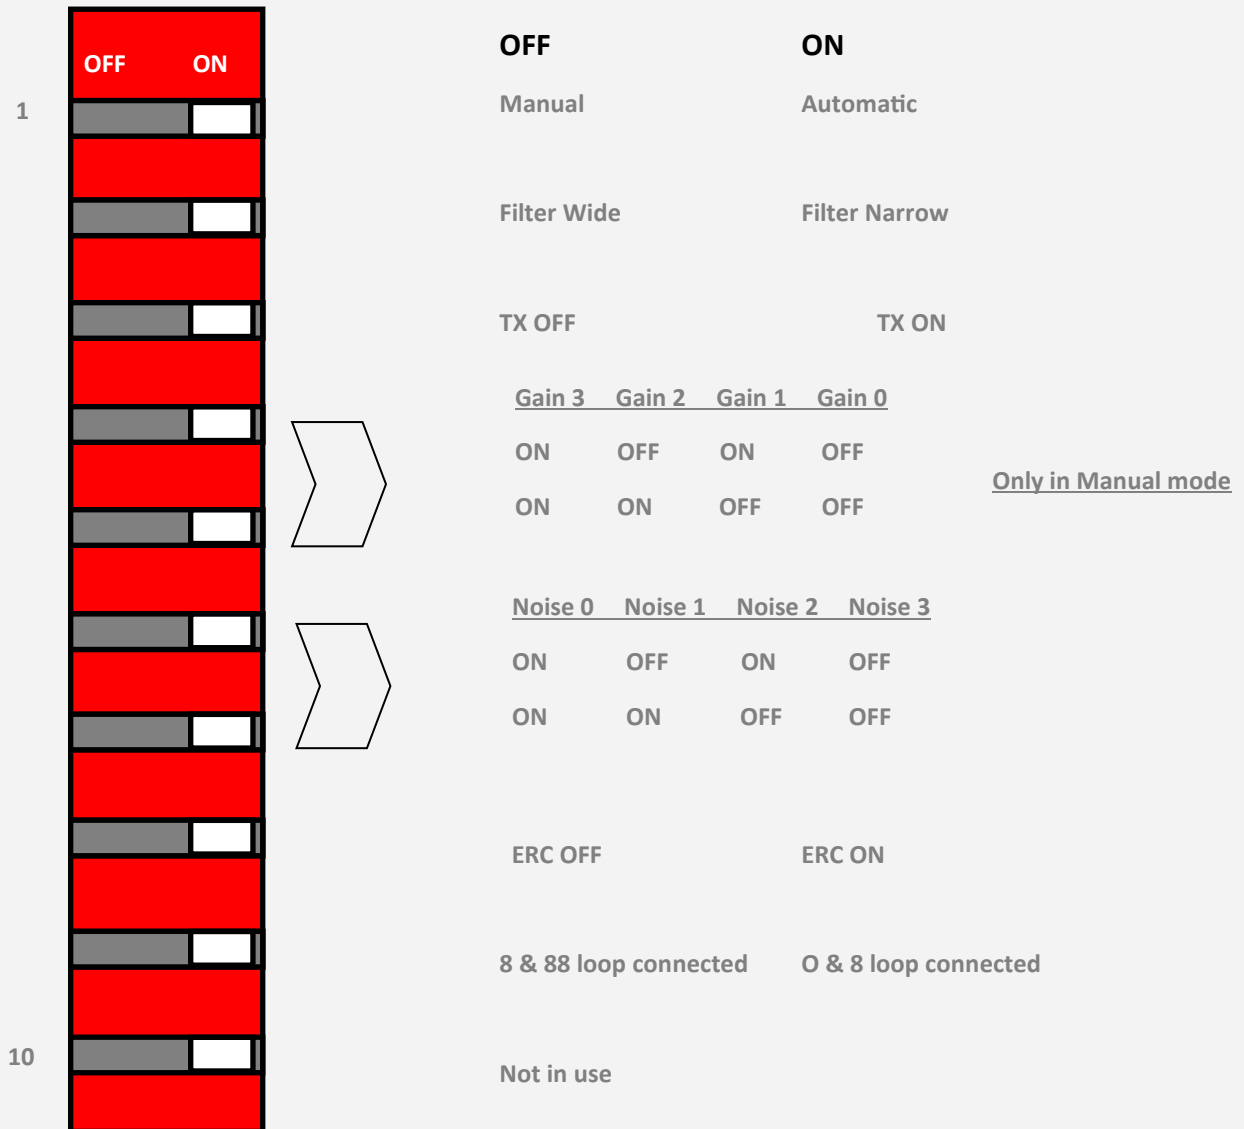 OFF ON
OFF ON
1
Manual Automatic
Filter Wide Filter Narrow
TX OFF TX ON
Gain 3 Gain 2 Gain 1 Gain 0
ON OFF ON OFF
Only in Manual mode
ON ON OFF OFF
Noise 0 Noise 1 Noise 2 Noise 3
ON OFF ON OFF
ON ON OFF OFF
ERC OFF ERC ON
8 & 88 loop connected O & 8 loop connected
10
Not in use